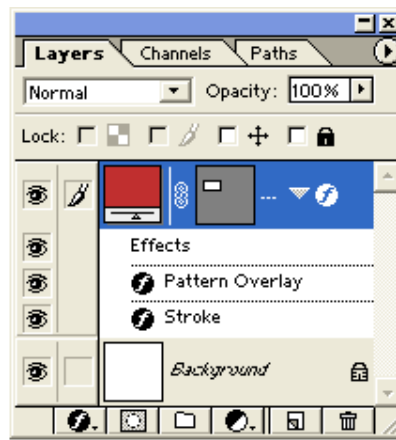 Layers Channels Paths
Normal Opacity: 100%
Lock:
...
Effects
Pattern Overlay
Stroke
Background